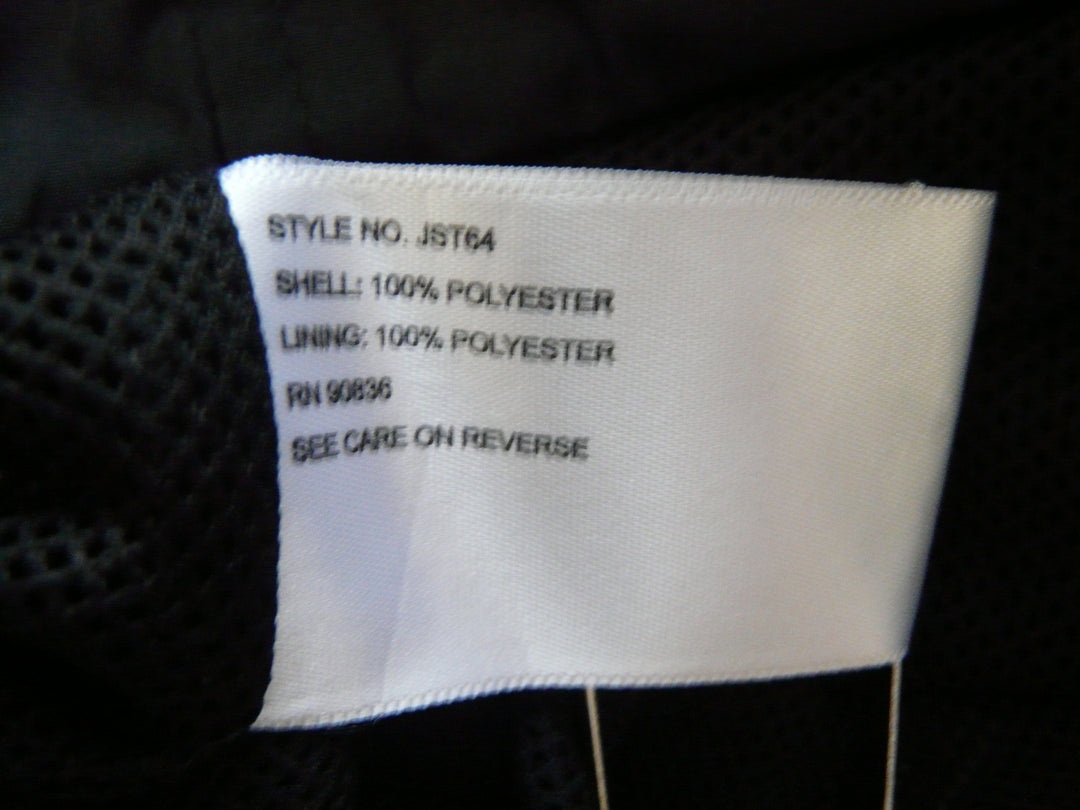 STYLE NO. JST64
SHELL: 100% POLYESTER
LINING: 100% POLYESTER
RN 90836
SEE CARE ON REVERSE